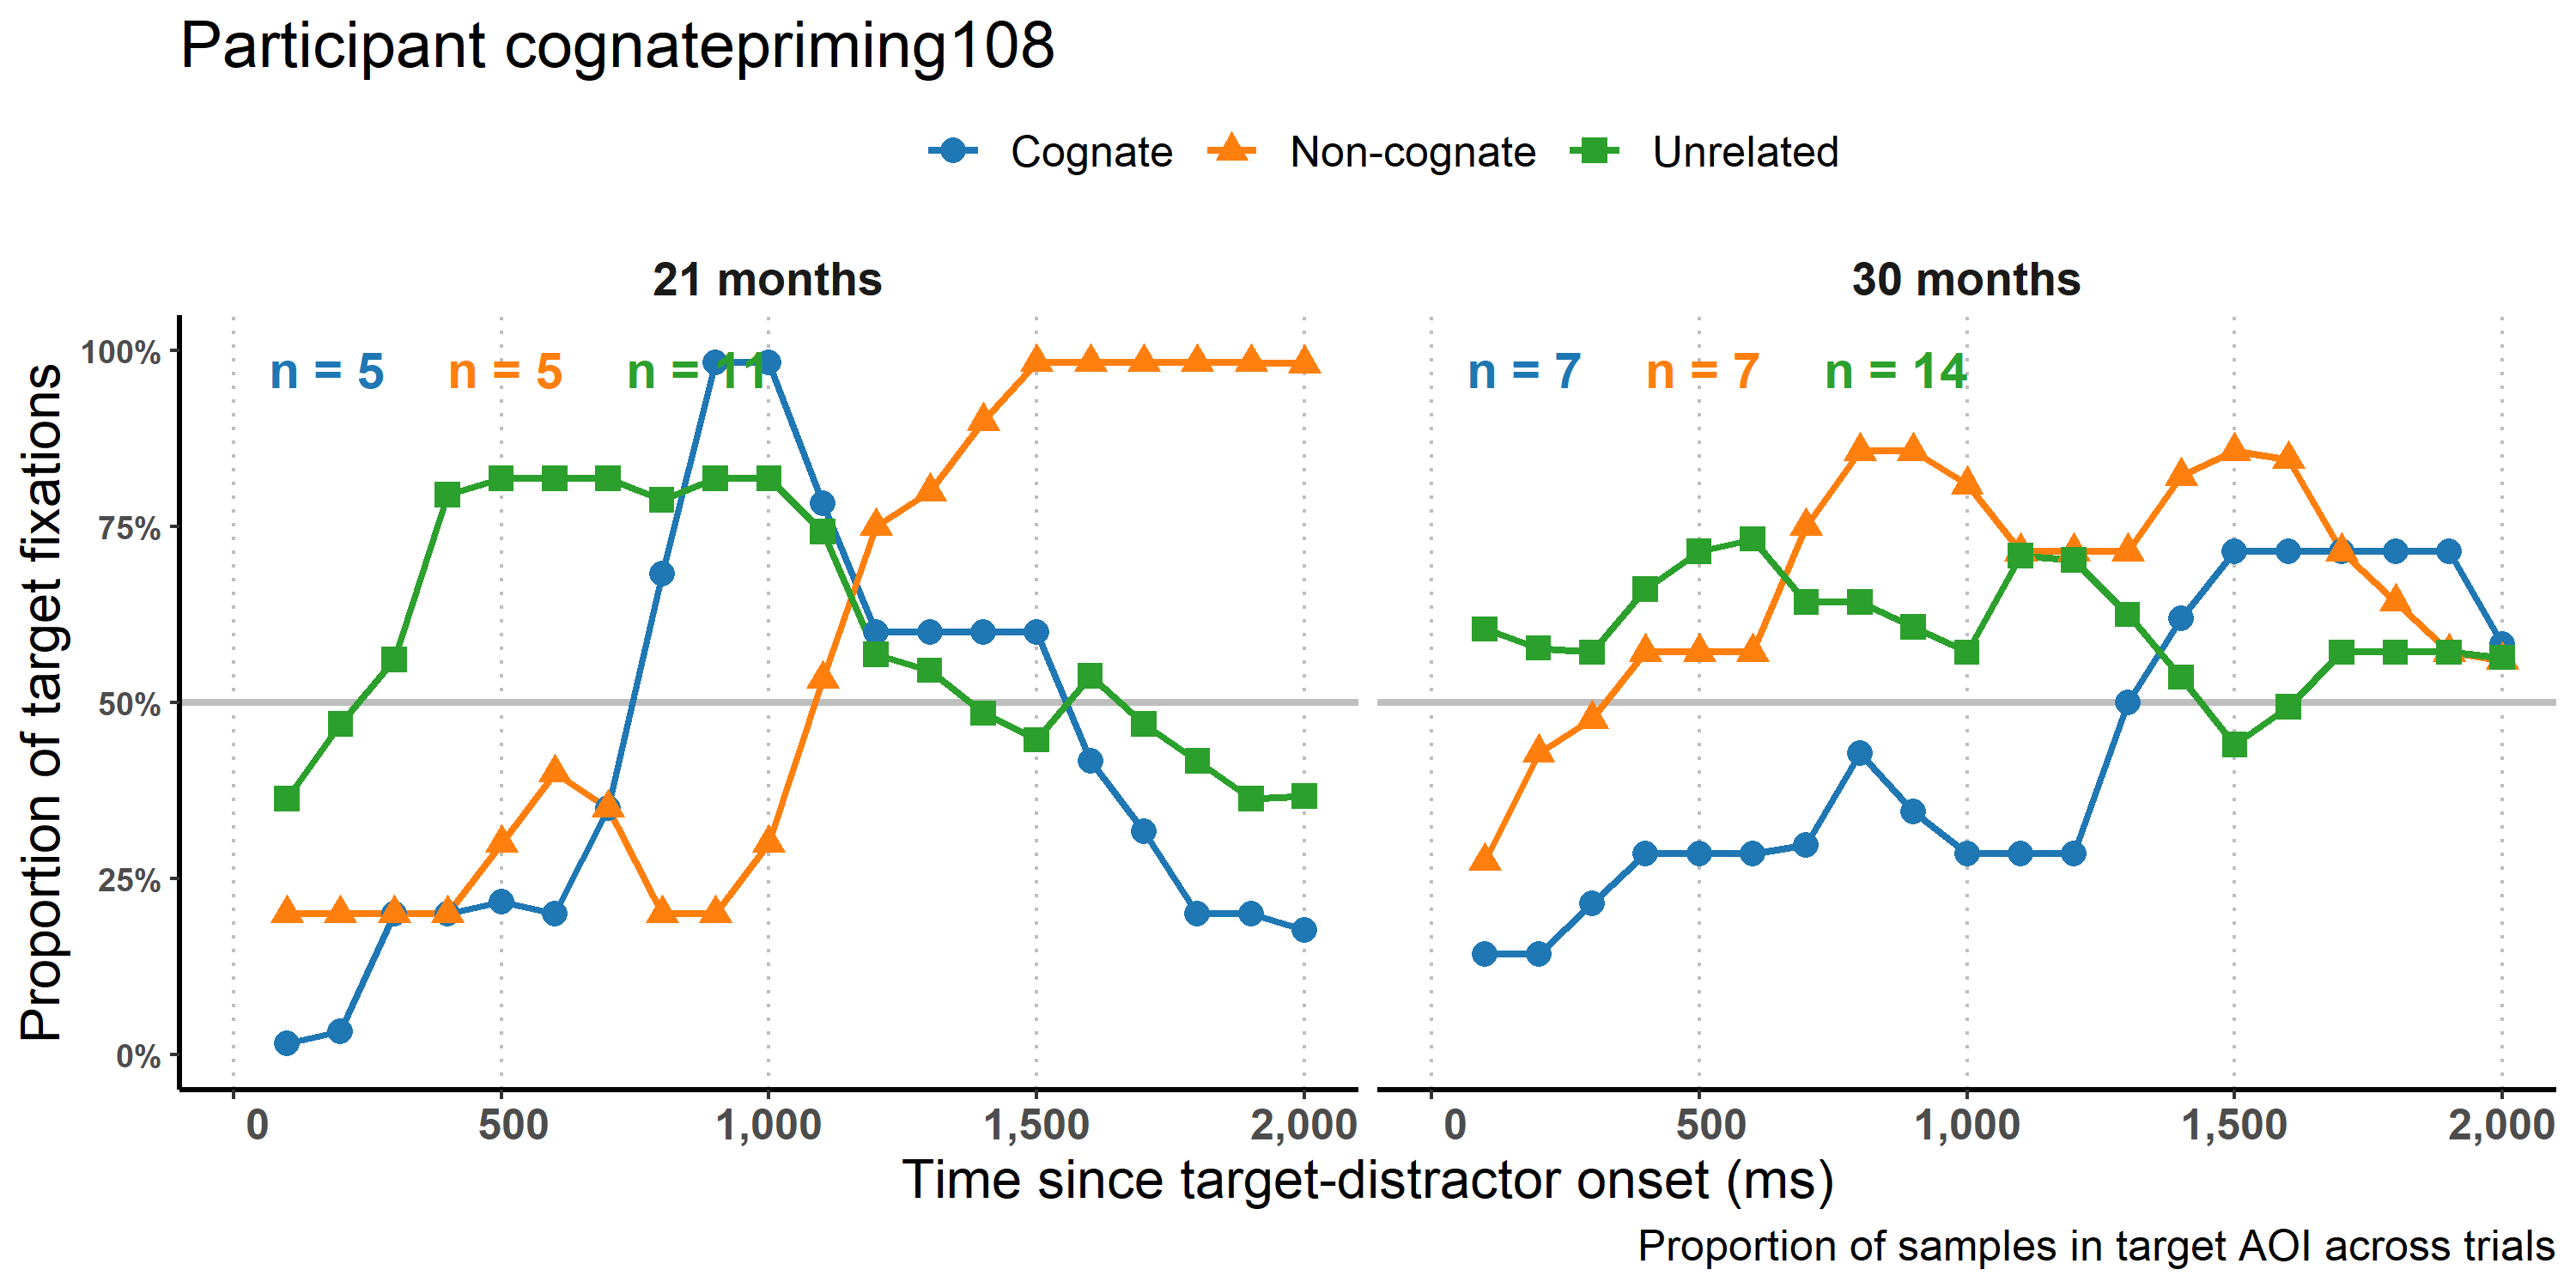 Participant cognatepriming108
Cognate Non-cognate Unrelated
21 months 30 months
n = 5 n = 5 n = 11 n = 7 n = 7 n = 14
100%
75%
50%
25%
0%
Proportion of target fixations
0 500 1,000 1,500 2,000 0 500 1,000 1,500 2,000
Time since target-distractor onset (ms)
Proportion of samples in target AOI across trials